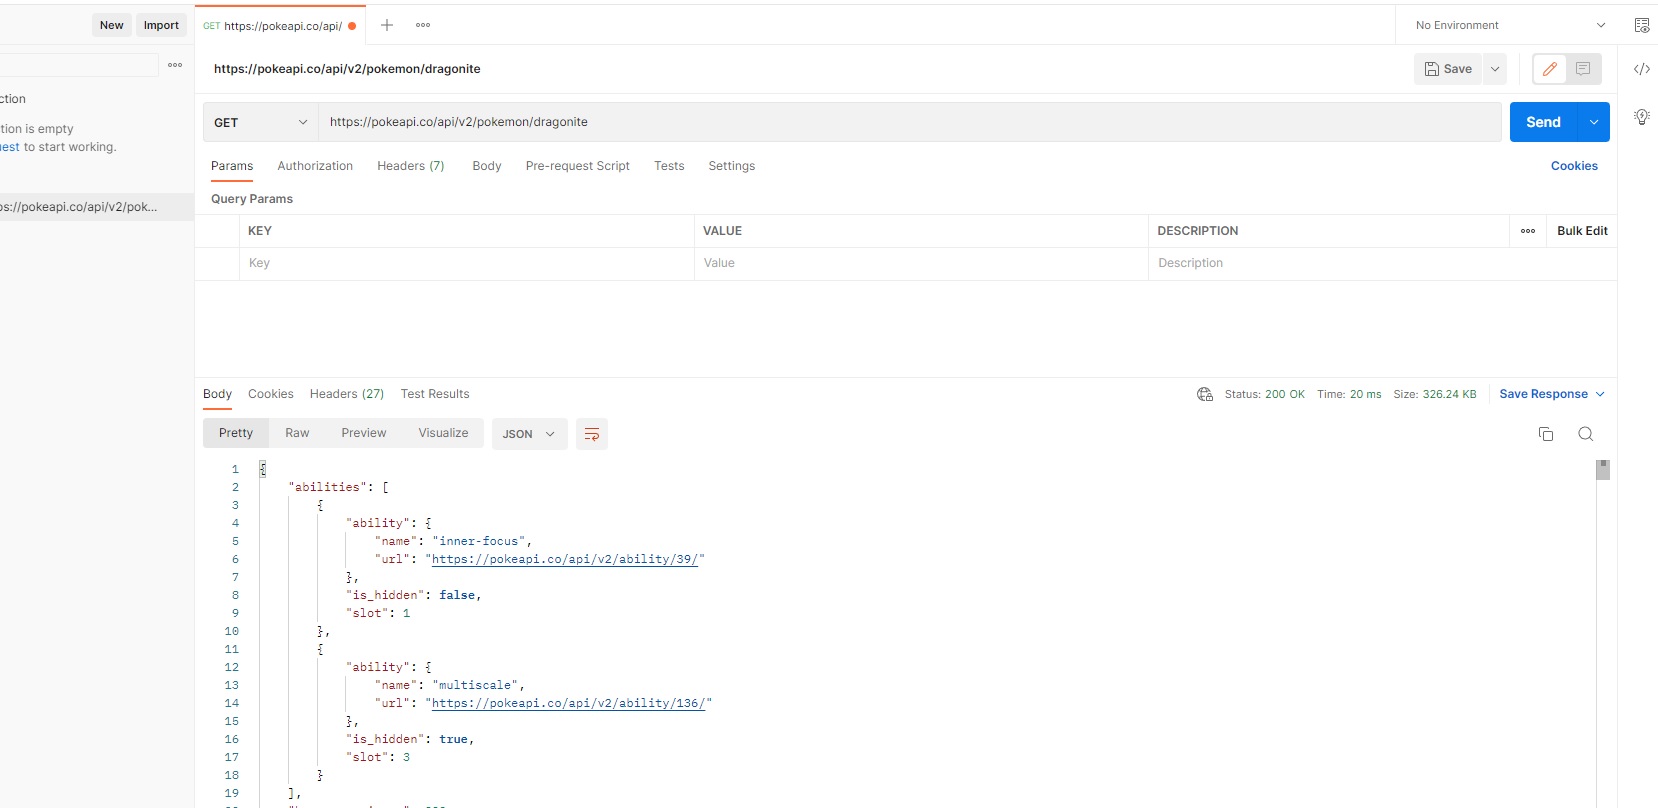 New Import GET https://pokeapi.co/api/ No Environment
https://pokeapi.co/api/v2/pokemon/dragonite Save
ction
tion is empty
uest to start working.
ps://pokeapi.co/api/v2/pok...
GET https://pokeapi.co/api/v2/pokemon/dragonite Send
Params Authorization Headers (7) Body Pre-request Script Tests Settings Cookies
Query Params
KEY VALUE DESCRIPTION Bulk Edit
Key Value Description
Body Cookies Headers (27) Test Results Status: 200 OK Time: 20 ms Size: 326.24 KB Save Response
Pretty Raw Preview Visualize JSON
1 {
2 "abilities": [
3 {
4 "ability": {
5 "name": "inner-focus",
6 "url": "https://pokeapi.co/api/v2/ability/39/"
7 },
8 "is_hidden": false,
9 "slot": 1
10 },
11 {
12 "ability": {
13 "name": "multiscale",
14 "url": "https://pokeapi.co/api/v2/ability/136/"
15 },
16 "is_hidden": true,
17 "slot": 3
18 }
19 ],